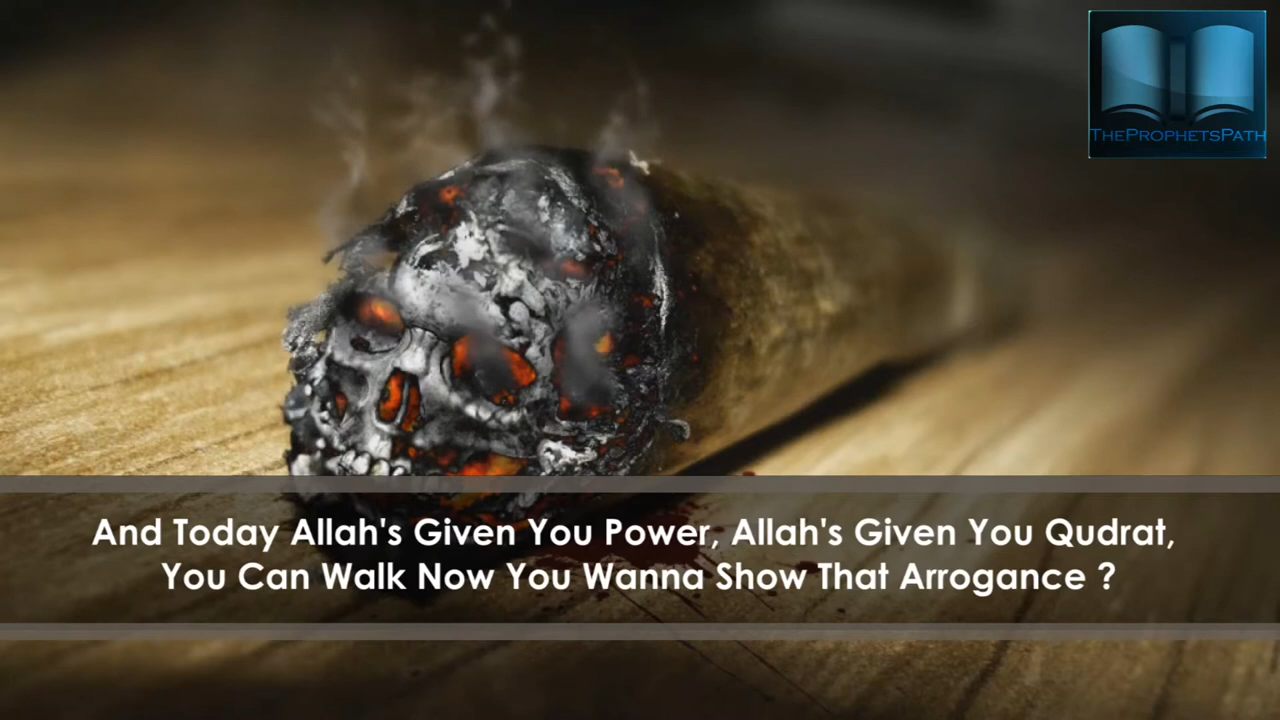 THEPROPHETSPATH
And Today Allah's Given You Power, Allah's Given You Qudrat,
You Can Walk Now You Wanna Show That Arrogance ?